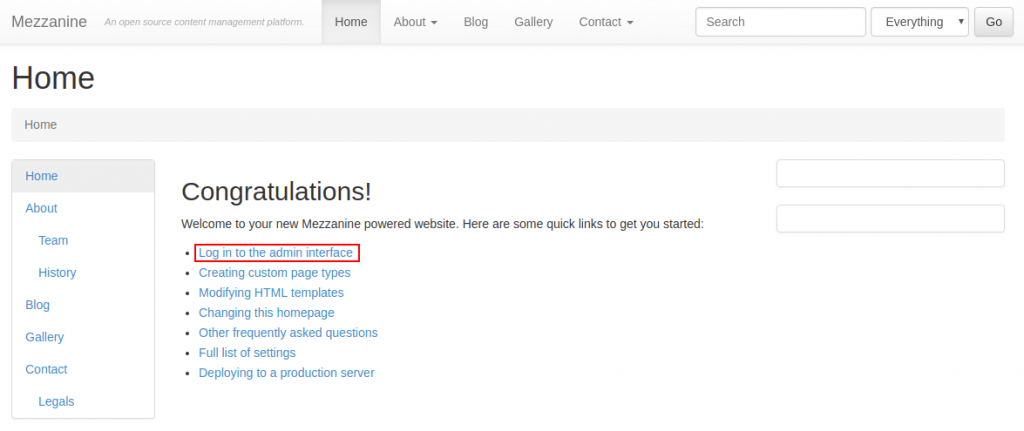 Mezzanine An open source content management platform. Home About Blog Gallery Contact Search Everything Go
Home
Home
Home
About
Team
History
Blog
Gallery
Contact
Legals
Congratulations!
Welcome to your new Mezzanine powered website. Here are some quick links to get you started:
• Log in to the admin interface
• Creating custom page types
• Modifying HTML templates
• Changing this homepage
• Other frequently asked questions
• Full list of settings
• Deploying to a production server